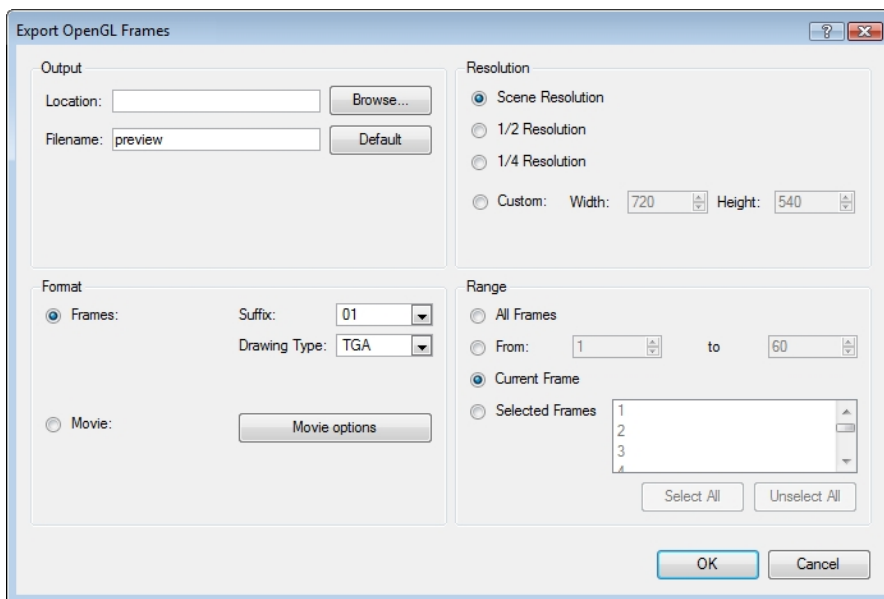 Export OpenGL Frames
Output
Location:
Browse...
Filename: preview
Default
Resolution
Scene Resolution
1/2 Resolution
1/4 Resolution
Custom: Width: 720 Height: 540
Format
Frames: Suffix: 01
Drawing Type: TGA
Movie: Movie options
Range
All Frames
From: 1 to 60
Current Frame
Selected Frames
1
2
3
4
Select All Unselect All
OK Cancel